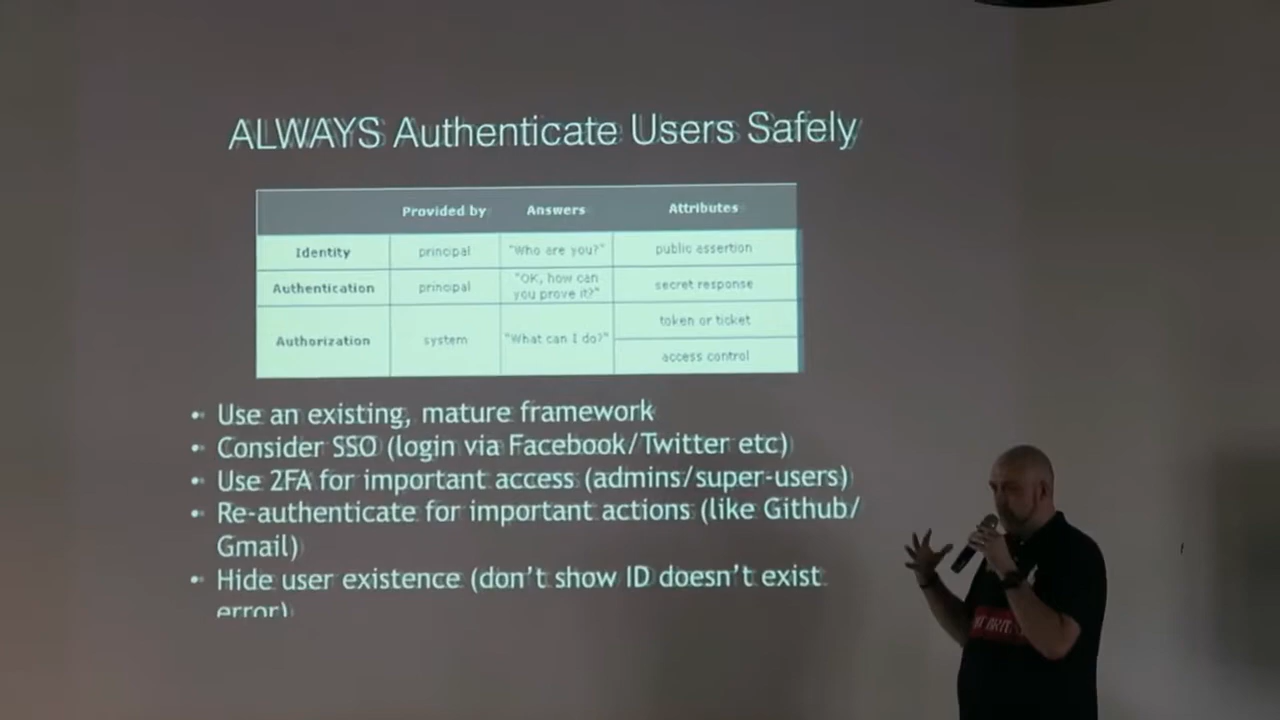 ALWAYS Authenticate Users Safely
Provided by Answers Attributes
Identity principal "Who are you?" public assertion
Authentication principal "OK, how can you prove it?" secret response
Authorization system "What can I do?" token or ticket
access control
• Use an existing, mature framework
• Consider SSO (login via Facebook/Twitter etc)
• Use 2FA for important access (admins/super-users)
• Re-authenticate for important actions (like Github/
Gmail)
• Hide user existence (don't show ID doesn't exist
error)